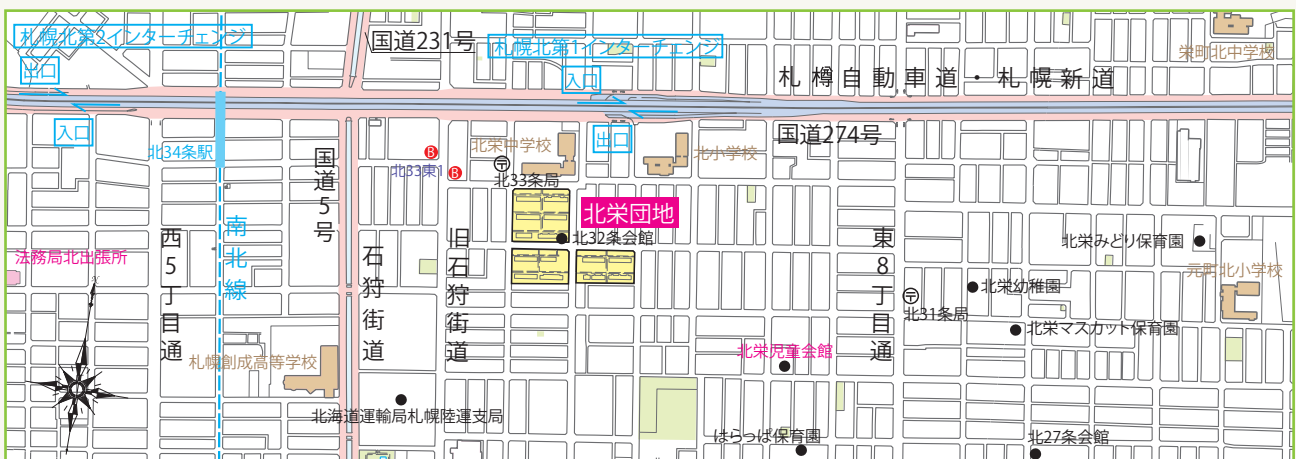 札幌北第2インターチェンジ
国道231号
札幌北第1インターチェンジ
栄町北中学校
出口
入口
札樽自動車道・札幌新道
入口
出口
国道274号
北34条駅
北栄中学校
北小学校
国道5号
北33東1
B
B
〒
北33条局
北栄団地
南北線
西5丁目通
石狩街道
旧石狩街道
北32条会館
東8丁目通
北栄みどり保育園
法務局北出張所
元町北小学校
北栄幼稚園
〒
北31条局
北栄マスカット保育園
札幌創成高等学校
北栄児童会館
北海道運輸局札幌陸運支局
はらっぱ保育園
北27条会館